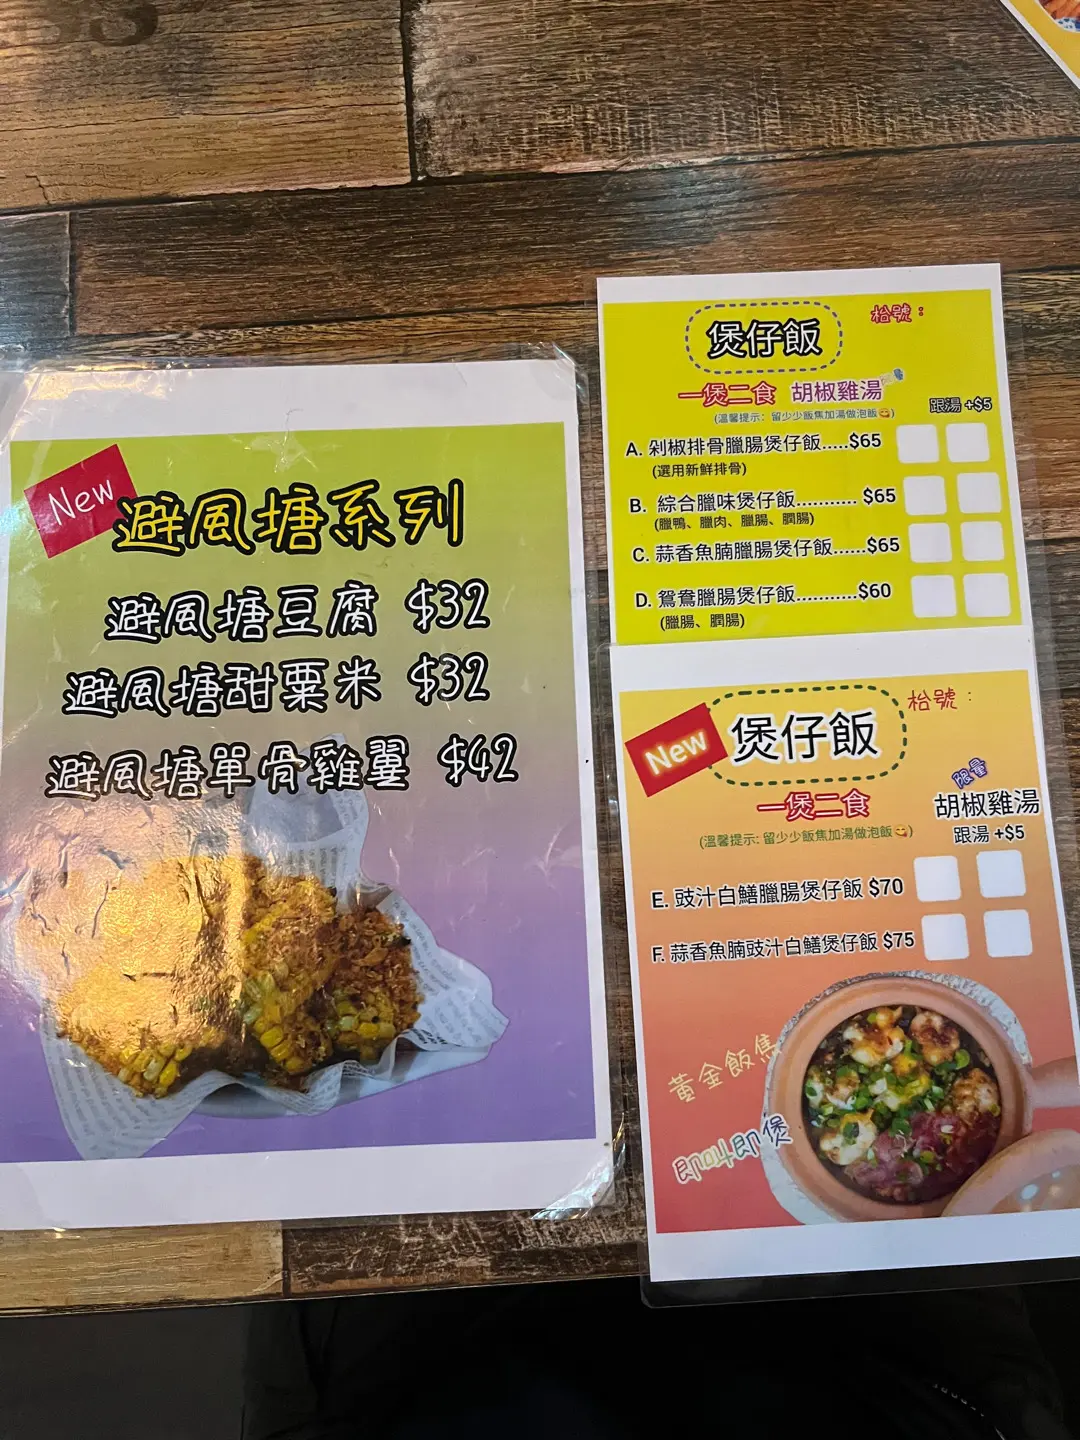 New
避風塘系列
避風塘豆腐 $32
避風塘甜粟米 $32
避風塘單骨雞翼 $42
煲仔飯
枱號：
一煲二食 胡椒雞湯
(溫馨提示：留少少飯焦加湯做泡飯😋)
跟湯 +$5
A. 剁椒排骨臘腸煲仔飯.....$65
(選用新鮮排骨)
B. 綜合臘味煲仔飯........... $65
(臘鴨、臘肉、臘腸、膶腸)
C. 蒜香魚腩臘腸煲仔飯......$65
D. 鴛鴦臘腸煲仔飯...........$60
(臘腸、膶腸)
New
煲仔飯
枱號：
一煲二食
(溫馨提示: 留少少飯焦加湯做泡飯😋)
限量
胡椒雞湯
跟湯 +$5
E. 豉汁白鱔臘腸煲仔飯 $70
F. 蒜香魚腩豉汁白鱔煲仔飯 $75
黃金飯焦
即叫即煲